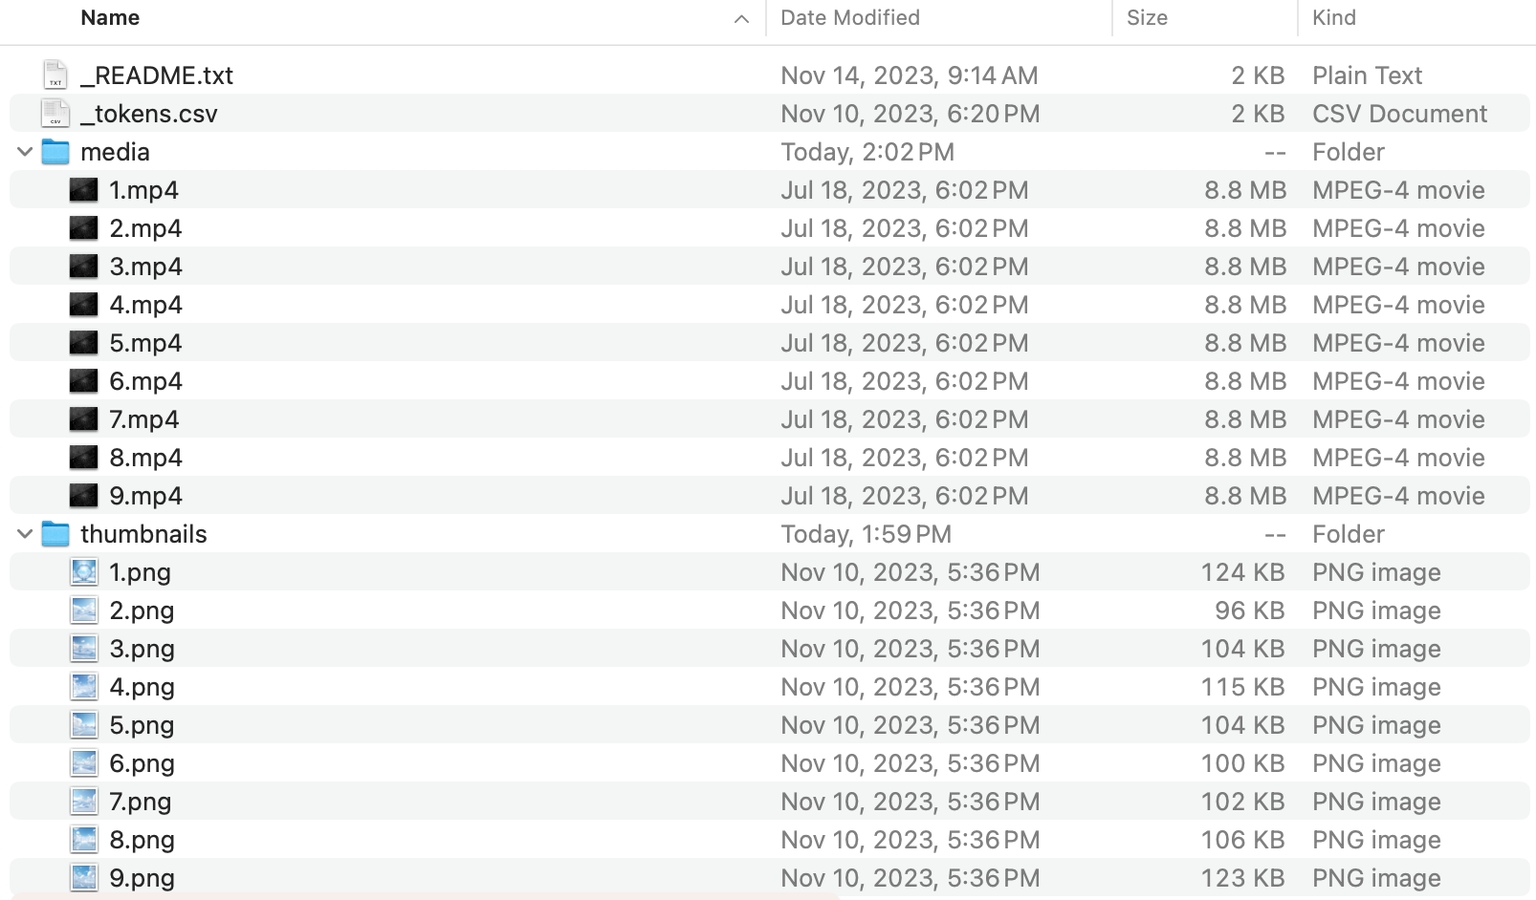 Name Date Modified Size Kind
_README.txt Nov 14, 2023, 9:14 AM 2 KB Plain Text
_tokens.csv Nov 10, 2023, 6:20 PM 2 KB CSV Document
media Today, 2:02 PM -- Folder
1.mp4 Jul 18, 2023, 6:02 PM 8.8 MB MPEG-4 movie
2.mp4 Jul 18, 2023, 6:02 PM 8.8 MB MPEG-4 movie
3.mp4 Jul 18, 2023, 6:02 PM 8.8 MB MPEG-4 movie
4.mp4 Jul 18, 2023, 6:02 PM 8.8 MB MPEG-4 movie
5.mp4 Jul 18, 2023, 6:02 PM 8.8 MB MPEG-4 movie
6.mp4 Jul 18, 2023, 6:02 PM 8.8 MB MPEG-4 movie
7.mp4 Jul 18, 2023, 6:02 PM 8.8 MB MPEG-4 movie
8.mp4 Jul 18, 2023, 6:02 PM 8.8 MB MPEG-4 movie
9.mp4 Jul 18, 2023, 6:02 PM 8.8 MB MPEG-4 movie
thumbnails Today, 1:59 PM -- Folder
1.png Nov 10, 2023, 5:36 PM 124 KB PNG image
2.png Nov 10, 2023, 5:36 PM 96 KB PNG image
3.png Nov 10, 2023, 5:36 PM 104 KB PNG image
4.png Nov 10, 2023, 5:36 PM 115 KB PNG image
5.png Nov 10, 2023, 5:36 PM 104 KB PNG image
6.png Nov 10, 2023, 5:36 PM 100 KB PNG image
7.png Nov 10, 2023, 5:36 PM 102 KB PNG image
8.png Nov 10, 2023, 5:36 PM 106 KB PNG image
9.png Nov 10, 2023, 5:36 PM 123 KB PNG image